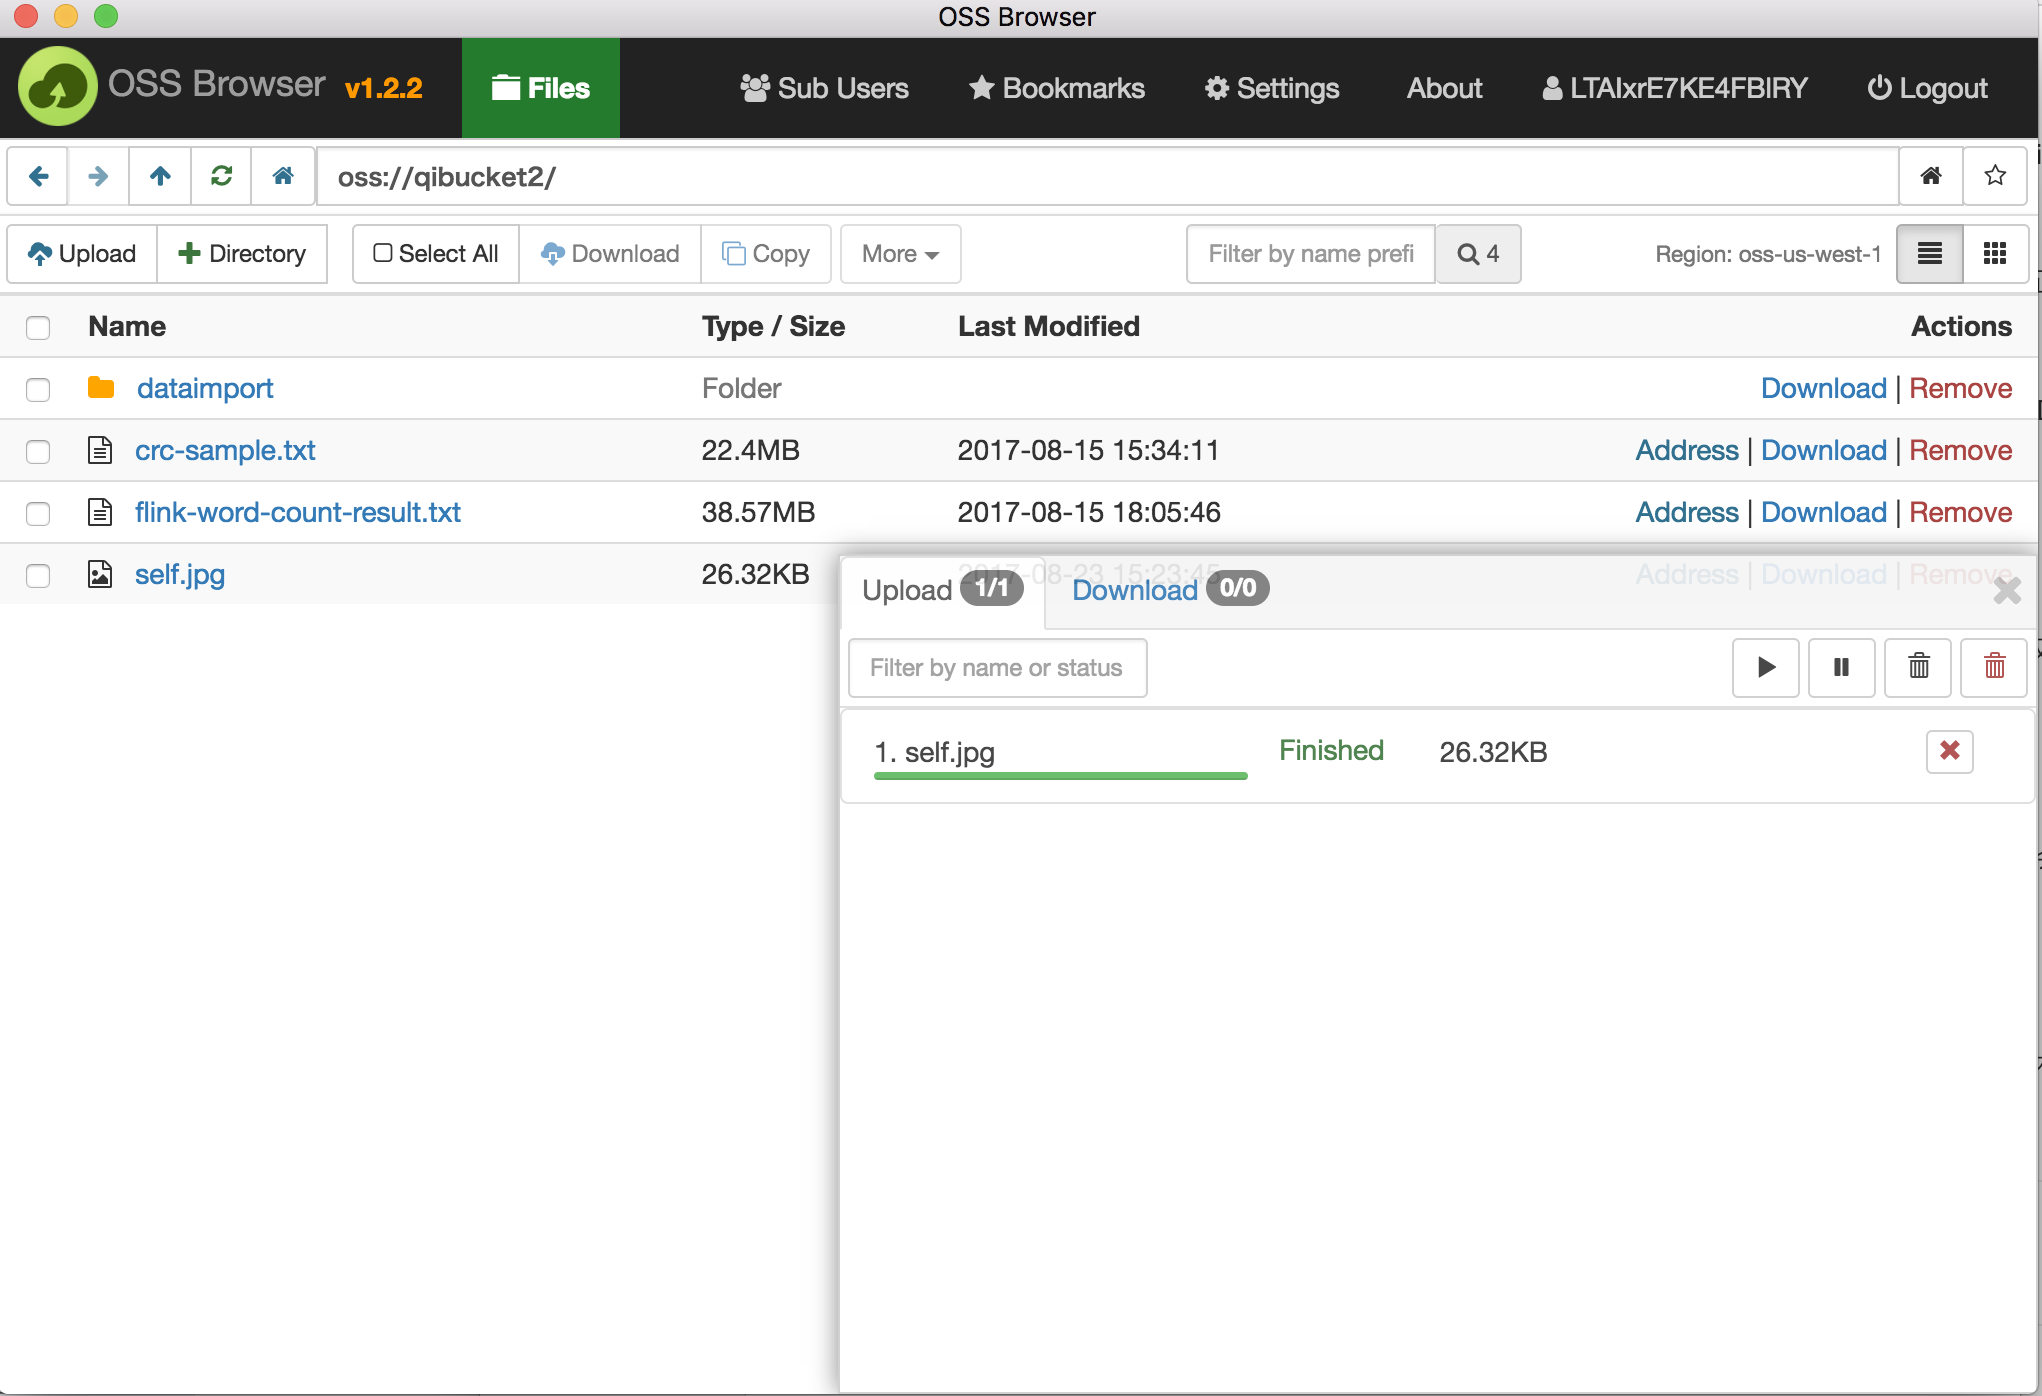 OSS Browser
OSS Browser v1.2.2 Files Sub Users Bookmarks Settings About LTAIxrE7KE4FBIRY Logout
oss://qibucket2/
Upload Directory Select All Download Copy More Filter by name prefi 4 Region: oss-us-west-1
Name Type / Size Last Modified Actions
dataimport Folder Download | Remove
crc-sample.txt 22.4MB 2017-08-15 15:34:11 Address | Download | Remove
flink-word-count-result.txt 38.57MB 2017-08-15 18:05:46 Address | Download | Remove
self.jpg 26.32KB 2017-08-23 15:23:45 Address | Download | Remove
Upload 1/1 Download 0/0
Filter by name or status
1. self.jpg Finished 26.32KB